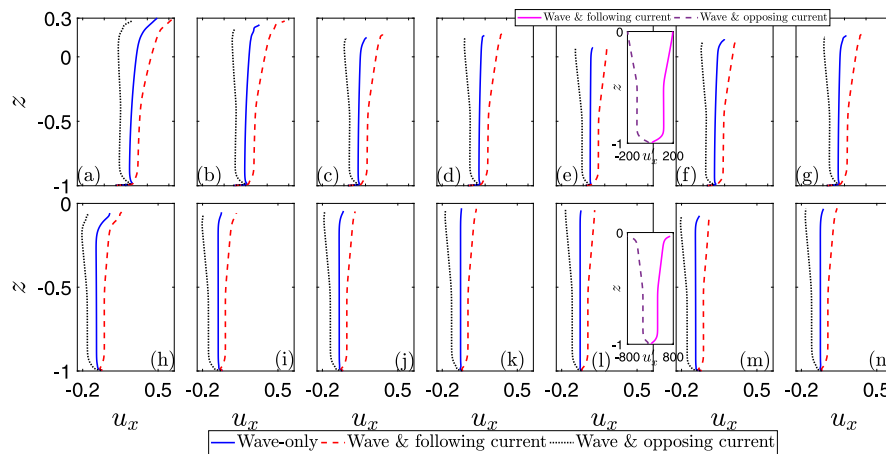 Wave & following current Wave & opposing current
0.3
0
-0.5
-1
z
(a) (b) (c) (d) (e) (f) (g)
0
z
-1
-200 u'x 200
0
-0.5
-1
z
(h) (i) (j) (k) (l) (m) (n
0
z
-1
-800 u'x 800
-0.2 0.5 -0.2 0.5 -0.2 0.5 -0.2 0.5 -0.2 0.5 -0.2 0.5 -0.2 0.5
u_x u_x u_x u_x u_x u_x u_x
Wave-only Wave & following current Wave & opposing current